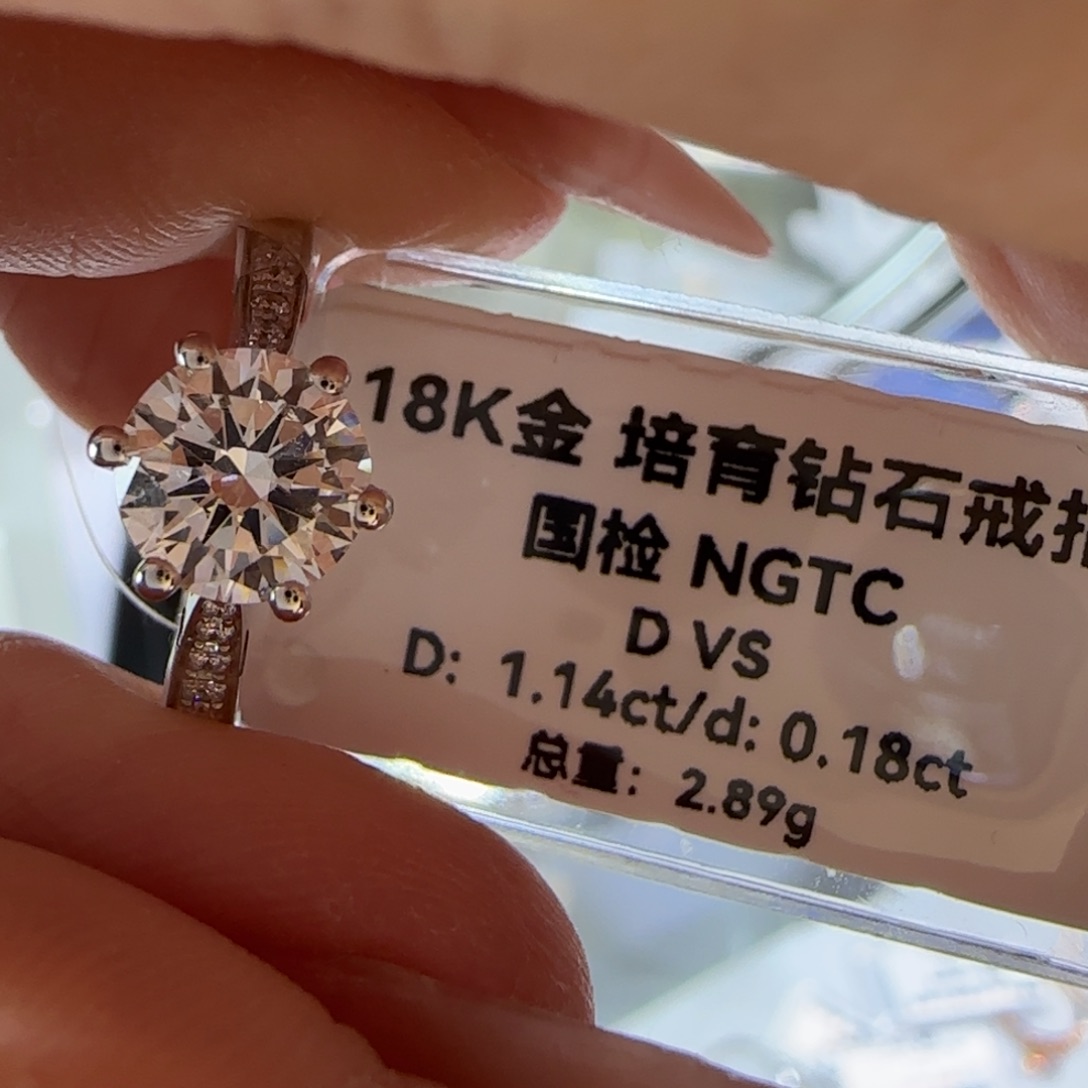 18K金 培育钻石戒指
国检 NGTC
D VS
D: 1.14ct/d: 0.18ct
总重: 2.89g